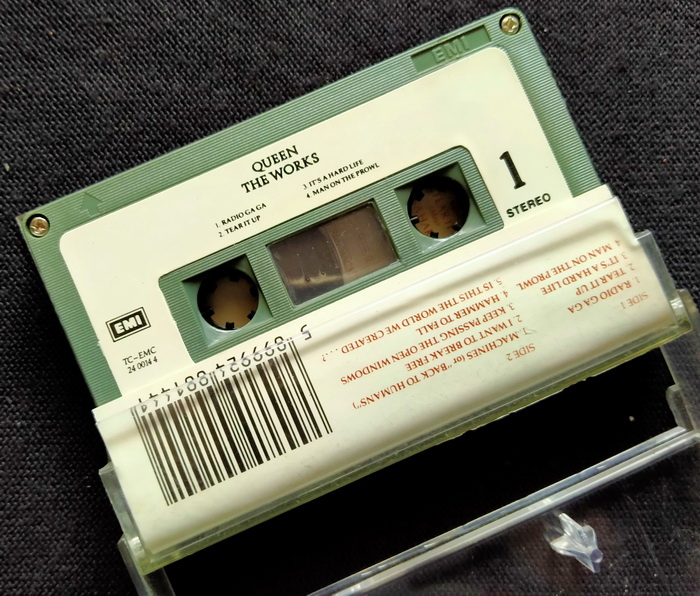 EMI
QUEEN
THE WORKS
1. RADIO GA GA
2. TEAR IT UP
3. IT'S A HARD LIFE
4. MAN ON THE PROWL
1
STEREO
EMI
TC-EMC
24 0014 4
SIDE 1
1. RADIO GA GA
2. TEAR IT UP
3. IT'S A HARD LIFE
4. MAN ON THE PROWL
SIDE 2
1. MACHINES (or "BACK TO HUMANS")
2. I WANT TO BREAK FREE
3. KEEP PASSING THE OPEN WINDOWS
4. HAMMER TO FALL
5. IS THIS THE WORLD WE CREATED . . . ?